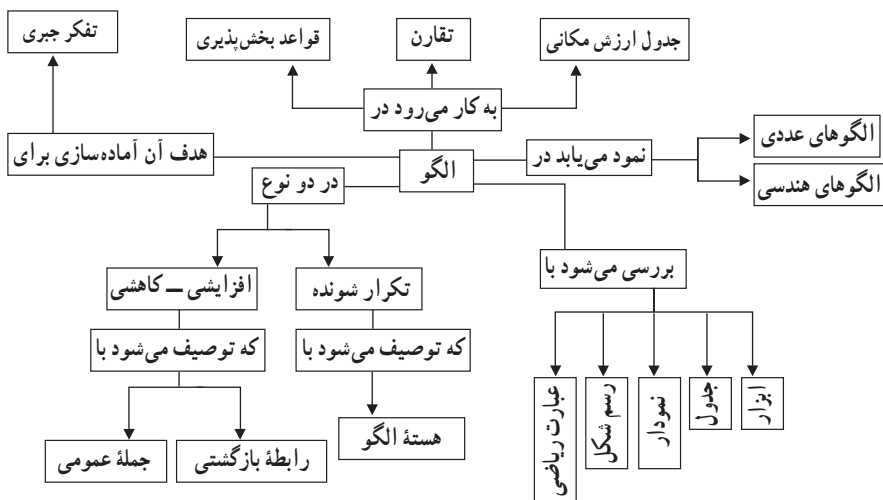 جدول ارزش مکانی
تقارن
قواعد بخش‌پذیری
تفکر جبری
به کار می‌رود در
الگوهای عددی
نمود می‌یابد در
الگو
هدف آن آماده‌سازی برای
الگوهای هندسی
در دو نوع
بررسی می‌شود با
تکرار شونده
افزایشی ـ کاهشی
که توصیف می‌شود با
که توصیف می‌شود با
ابزار
جدول
نمودار
رسم شکل
عبارت ریاضی
هستهٔ الگو
رابطهٔ بازگشتی
جملهٔ عمومی